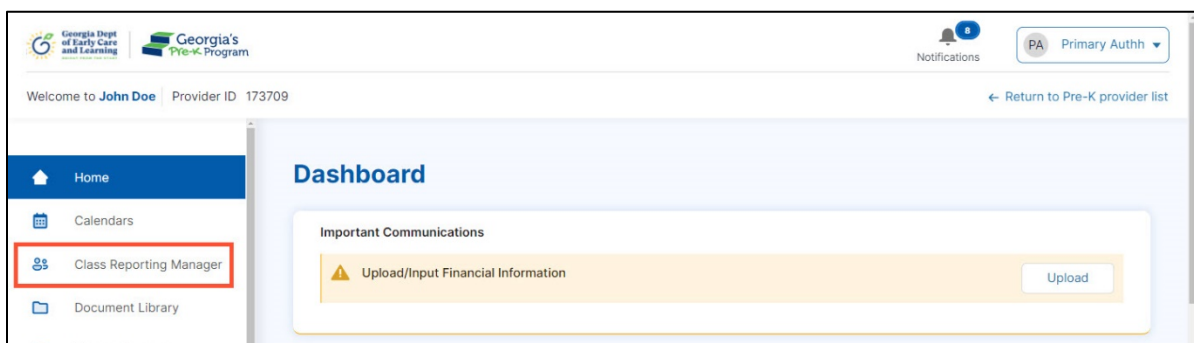 Georgia Dept
of Early Care
and Learning
Georgia's
Pre-K Program
8
Notifications
PA Primary Authh
Welcome to John Doe Provider ID 173709
← Return to Pre-K provider list
Home
Calendars
Class Reporting Manager
Document Library
Dashboard
Important Communications
Upload/Input Financial Information
Upload